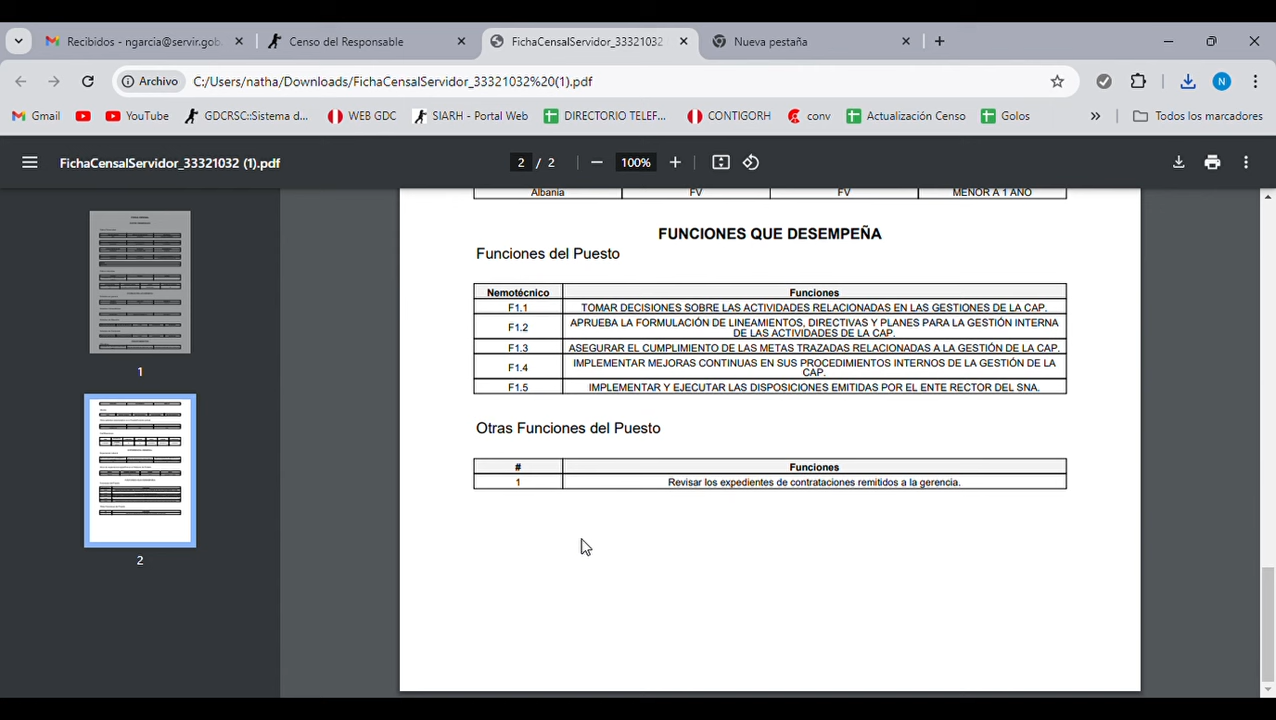 Recibidos - ngarcia@servir.gob.
Censo del Responsable
FichaCensalServidor_33321032
Nueva pestaña
Archivo
C:/Users/natha/Downloads/FichaCensalServidor_33321032%20(1).pdf
N
Gmail
YouTube
GDCRSC::Sistema d...
WEB GDC
SIARH - Portal Web
DIRECTORIO TELEF...
CONTIGORH
conv
Actualización Censo
Golos
»
Todos los marcadores
FichaCensalServidor_33321032 (1).pdf
2 / 2
100%
Albania FV FV MENOR A 1 AÑO
FUNCIONES QUE DESEMPEÑA
Funciones del Puesto
Nemotécnico Funciones
F1.1 TOMAR DECISIONES SOBRE LAS ACTIVIDADES RELACIONADAS EN LAS GESTIONES DE LA CAP.
F1.2 APRUEBA LA FORMULACIÓN DE LINEAMIENTOS, DIRECTIVAS Y PLANES PARA LA GESTIÓN INTERNA
DE LAS ACTIVIDADES DE LA CAP.
F1.3 ASEGURAR EL CUMPLIMIENTO DE LAS METAS TRAZADAS RELACIONADAS A LA GESTIÓN DE LA CAP.
F1.4 IMPLEMENTAR MEJORAS CONTINUAS EN SUS PROCEDIMIENTOS INTERNOS DE LA GESTIÓN DE LA
CAP.
F1.5 IMPLEMENTAR Y EJECUTAR LAS DISPOSICIONES EMITIDAS POR EL ENTE RECTOR DEL SNA.
Otras Funciones del Puesto
# Funciones
1 Revisar los expedientes de contrataciones remitidos a la gerencia.
1
2